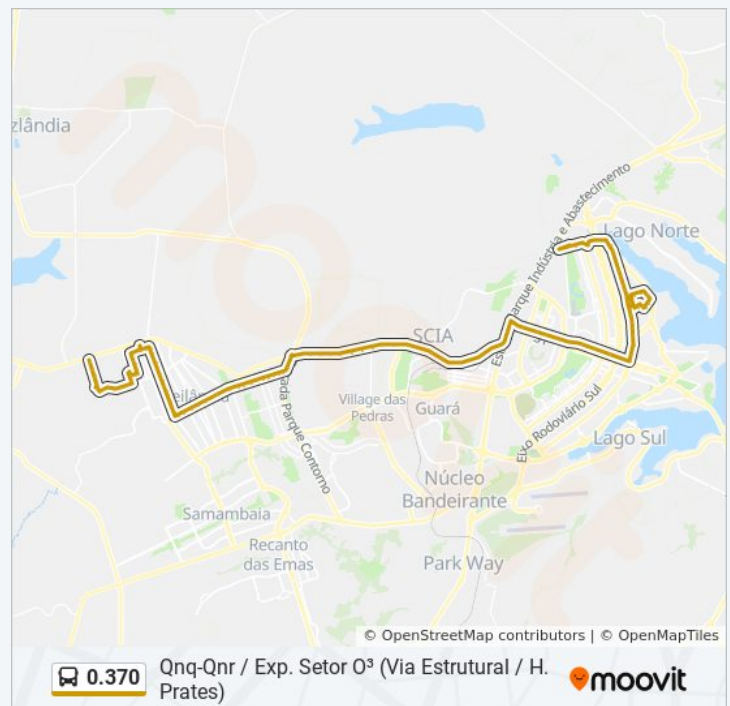 zlândia
Estrada Parque Indústria e Abastecimento
Lago Norte
SCIA
Village das
Pedras
Guará
Parque Contorno
Eixo Rodoviário Sul
Lago Sul
Núcleo
Bandeirante
Samambaia
Recanto
das Emas
Park Way
© OpenStreetMap contributors | © OpenMapTiles
0.370
Qnq-Qnr / Exp. Setor O³ (Via Estrutural / H.
Prates)
moovit